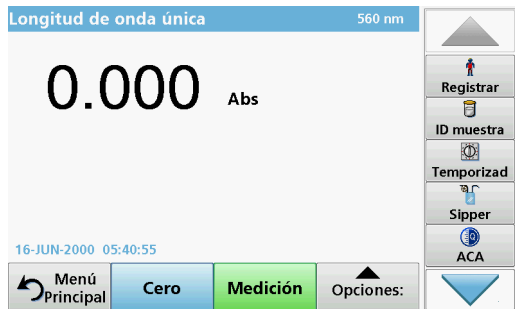 Longitud de onda única 560 nm
0.000 Abs
16-JUN-2000 05:40:55
Menú
Principal
Cero
Medición
Opciones:
Registrar
ID muestra
Temporizad
Sipper
ACA